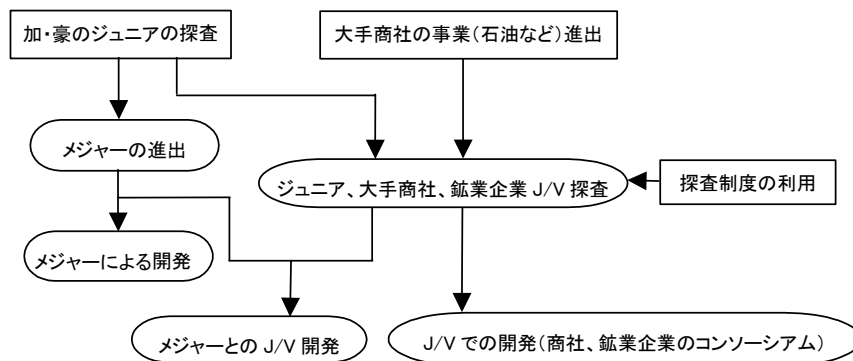 加・豪のジュニアの探査
大手商社の事業(石油など)進出
メジャーの進出
ジュニア、大手商社、鉱業企業 J/V 探査
探査制度の利用
メジャーによる開発
メジャーとの J/V 開発
J/V での開発(商社、鉱業企業のコンソーシアム)